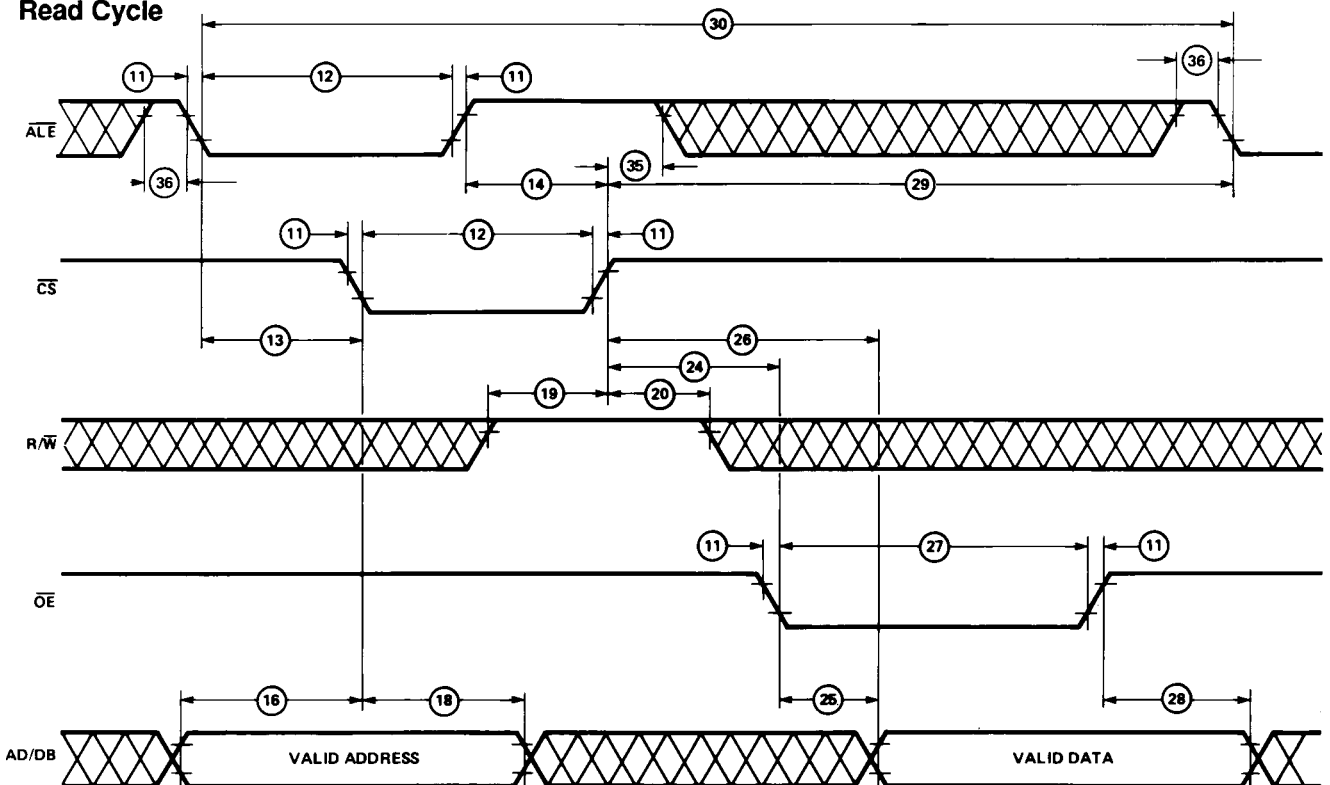 Read Cycle
30
11 12 11 36
ALE
36 14 35 29
11 12 11
CS
13 26
24
19 20
R/W
11 27 11
OE
16 18 25 28
AD/DB VALID ADDRESS VALID DATA